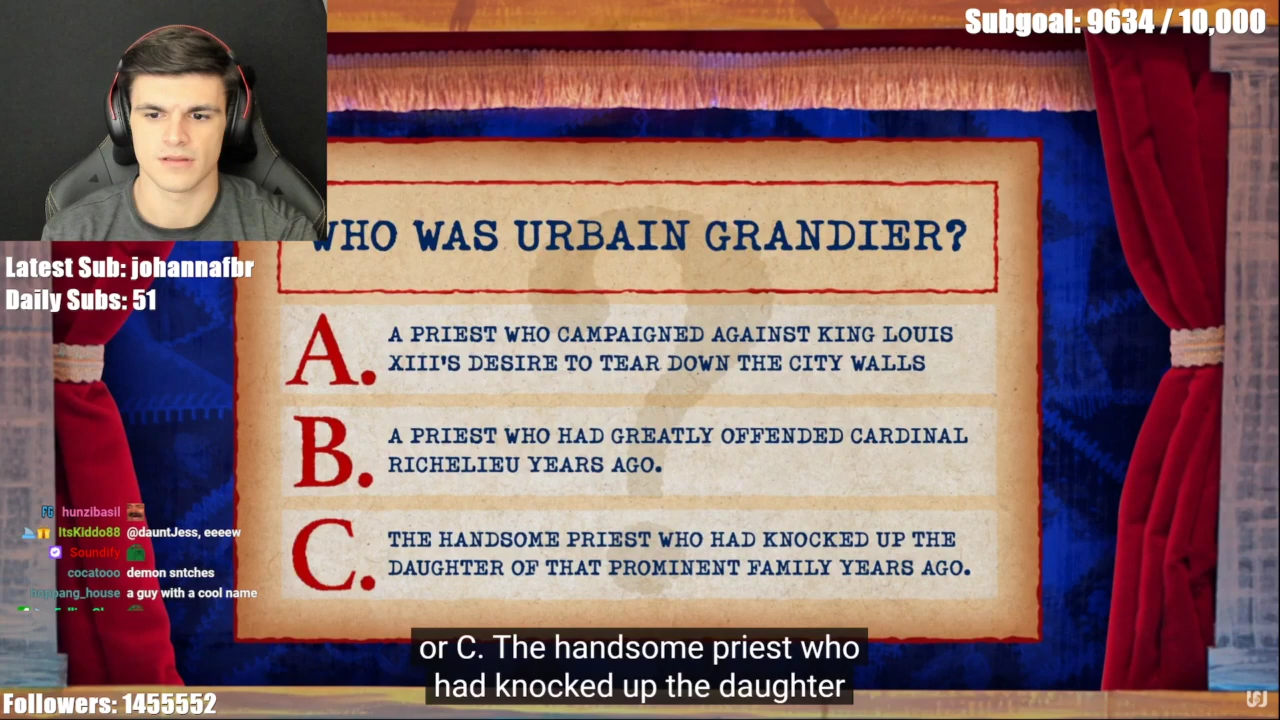 Subgoal: 9634 / 10,000
WHO WAS URBAIN GRANDIER?
Latest Sub: johannafbr
Daily Subs: 51
A. A PRIEST WHO CAMPAIGNED AGAINST KING LOUIS
XIII'S DESIRE TO TEAR DOWN THE CITY WALLS
B. A PRIEST WHO HAD GREATLY OFFENDED CARDINAL
RICHELIEU YEARS AGO.
C. THE HANDSOME PRIEST WHO HAD KNOCKED UP THE
DAUGHTER OF THAT PROMINENT FAMILY YEARS AGO.
hunzibasil
ItsKiddo88 @dauntJess, eeeew
Soundify
cocatooo demon sntches
a guy with a cool name
or C. The handsome priest who
had knocked up the daughter
Followers: 1455552